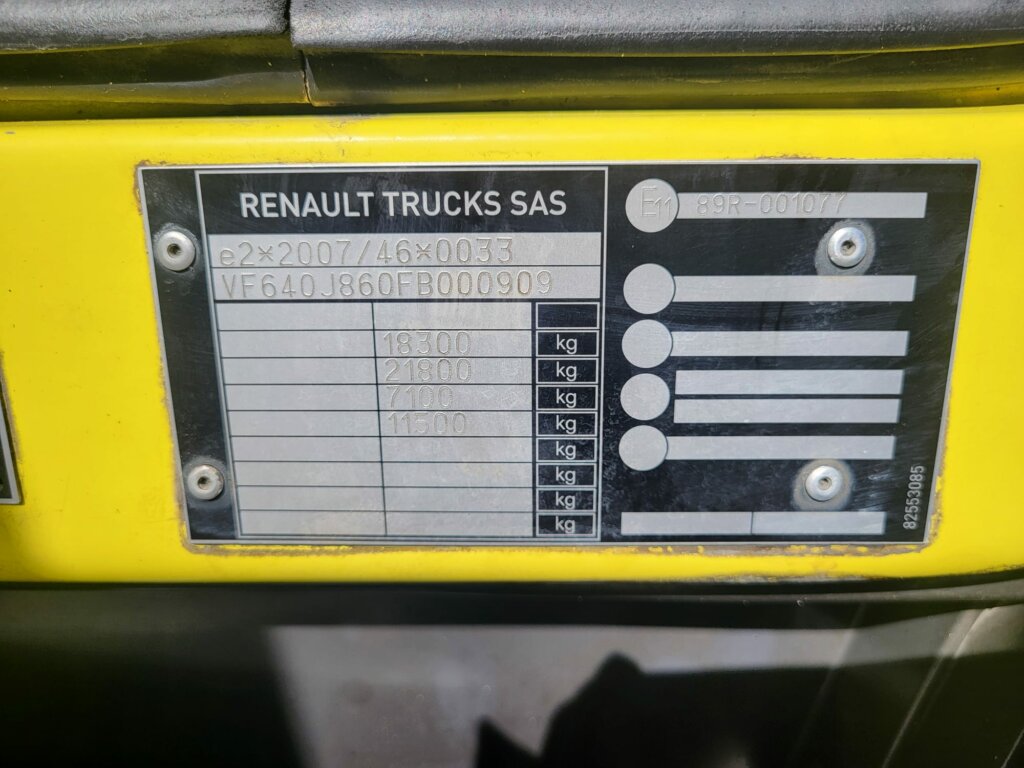 RENAULT TRUCKS SAS
e2*2007/46*0033
VF640J860FB000909
18300 kg
21800 kg
7100 kg
11500 kg
kg
kg
kg
kg
E11 89R-001077
82553085